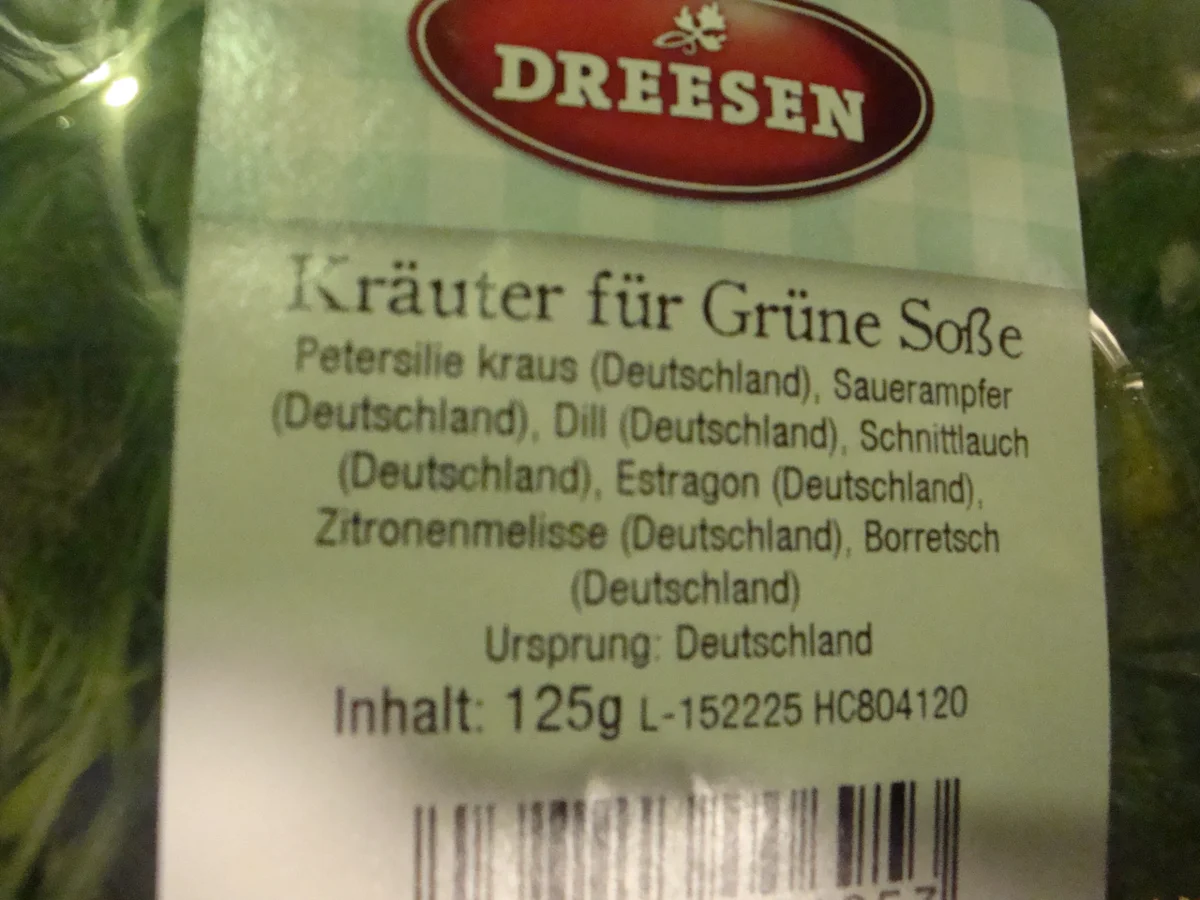 DREESEN
Kräuter für Grüne Soße
Petersilie kraus (Deutschland), Sauerampfer
(Deutschland), Dill (Deutschland), Schnittlauch
(Deutschland), Estragon (Deutschland),
Zitronenmelisse (Deutschland), Borretsch
(Deutschland)
Ursprung: Deutschland
Inhalt: 125g L-152225 HC804120